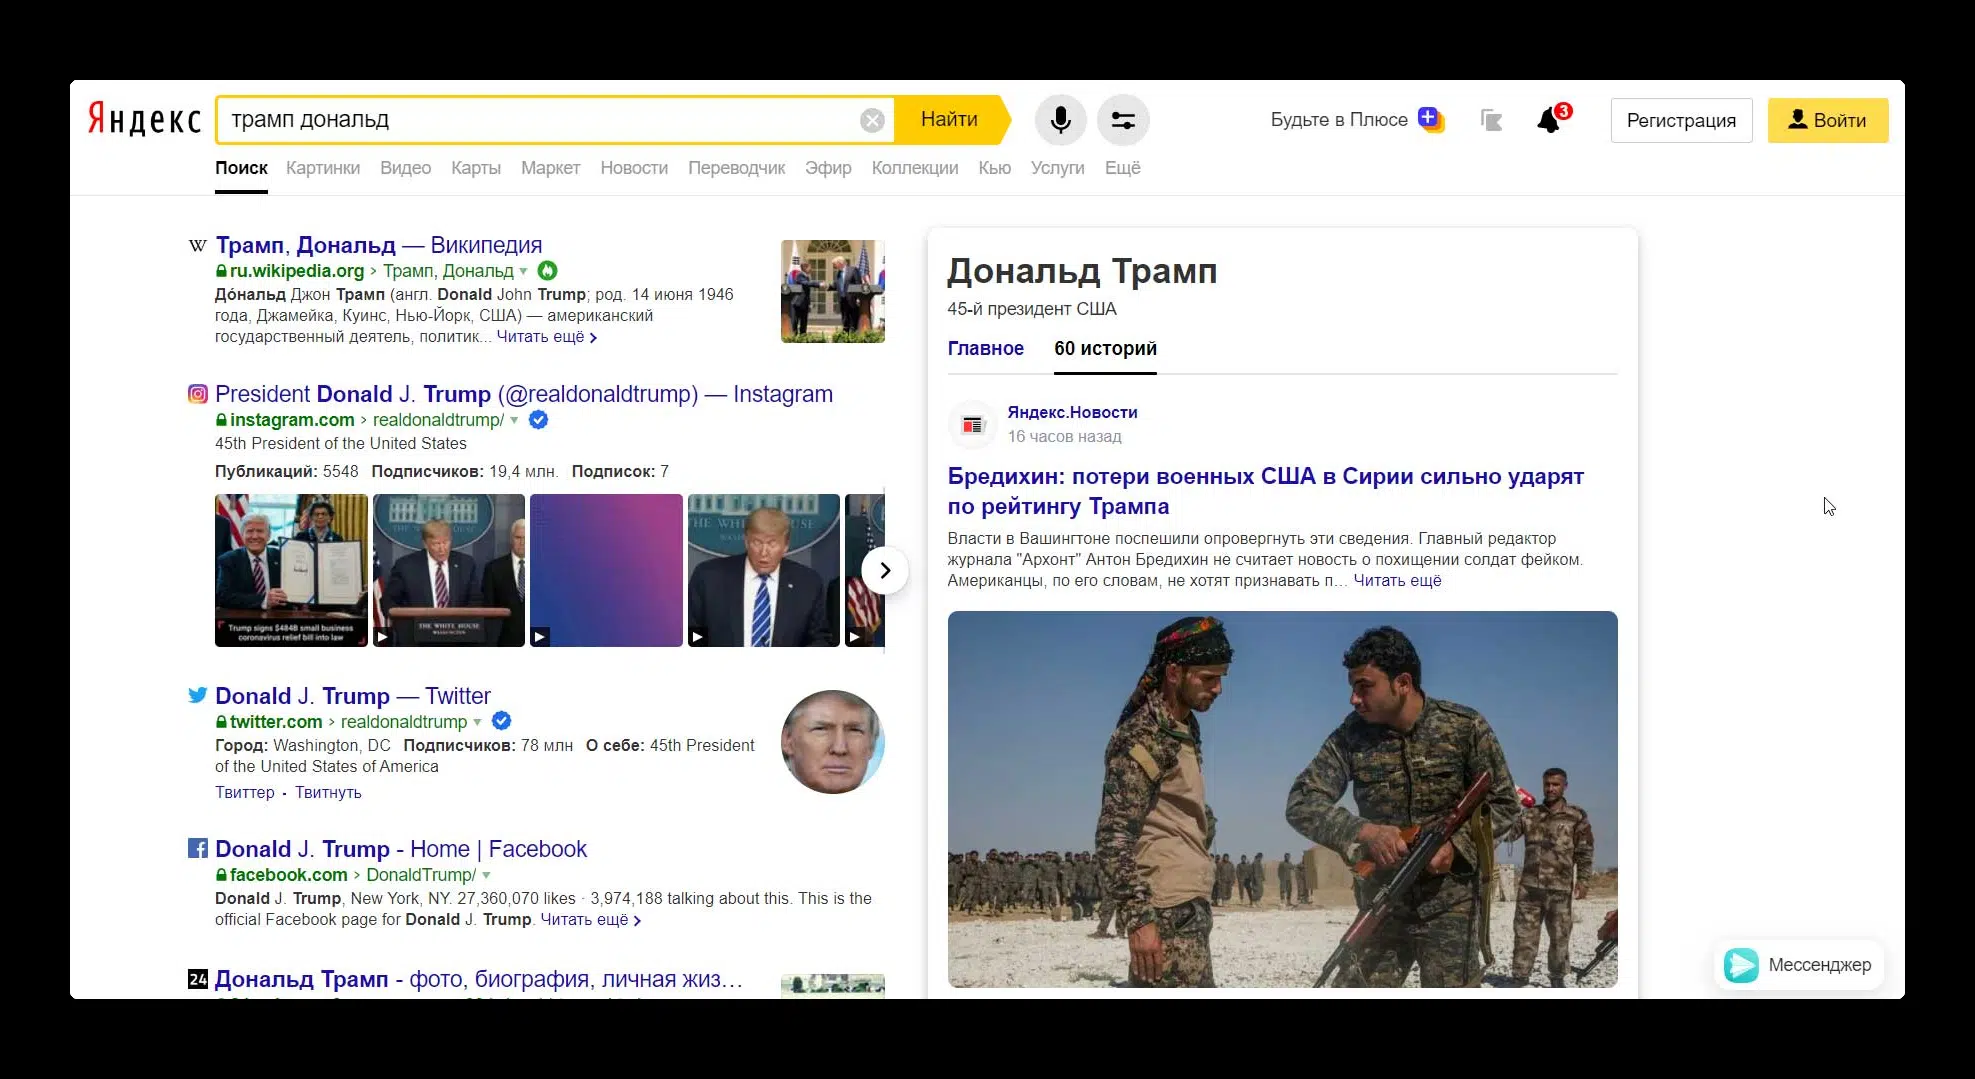 Яндекс
трамп дональд
Найти
Будьте в Плюсе
3
Регистрация
Войти
Поиск Картинки Видео Карты Маркет Новости Переводчик Эфир Коллекции Кью Услуги Ещё
W Трамп, Дональд — Википедия
ru.wikipedia.org › Трамп, Дональд
До́нальд Джон Трамп (англ. Donald John Trump; род. 14 июня 1946
года, Джамейка, Куинс, Нью-Йорк, США) — американский
государственный деятель, политик... Читать ещё ›
President Donald J. Trump (@realdonaldtrump) — Instagram
instagram.com › realdonaldtrump/
45th President of the United States
Публикаций: 5548 Подписчиков: 19,4 млн. Подписок: 7
Trump signs $484B small business
coronavirus relief bill into law
THE WHITE HOUSE
WASHINGTON
Donald J. Trump — Twitter
twitter.com › realdonaldtrump
Город: Washington, DC Подписчиков: 78 млн О себе: 45th President
of the United States of America
Твиттер · Твитнуть
Donald J. Trump - Home | Facebook
facebook.com › DonaldTrump/
Donald J. Trump, New York, NY. 27,360,070 likes · 3,974,188 talking about this. This is the
official Facebook page for Donald J. Trump. Читать ещё ›
24 Дональд Трамп - фото, биография, личная жиз...
Дональд Трамп
45-й президент США
Главное 60 историй
Яндекс.Новости
16 часов назад
Бредихин: потери военных США в Сирии сильно ударят
по рейтингу Трампа
Власти в Вашингтоне поспешили опровергнуть эти сведения. Главный редактор
журнала "Архонт" Антон Бредихин не считает новость о похищении солдат фейком.
Американцы, по его словам, не хотят признавать п... Читать ещё
Мессенджер